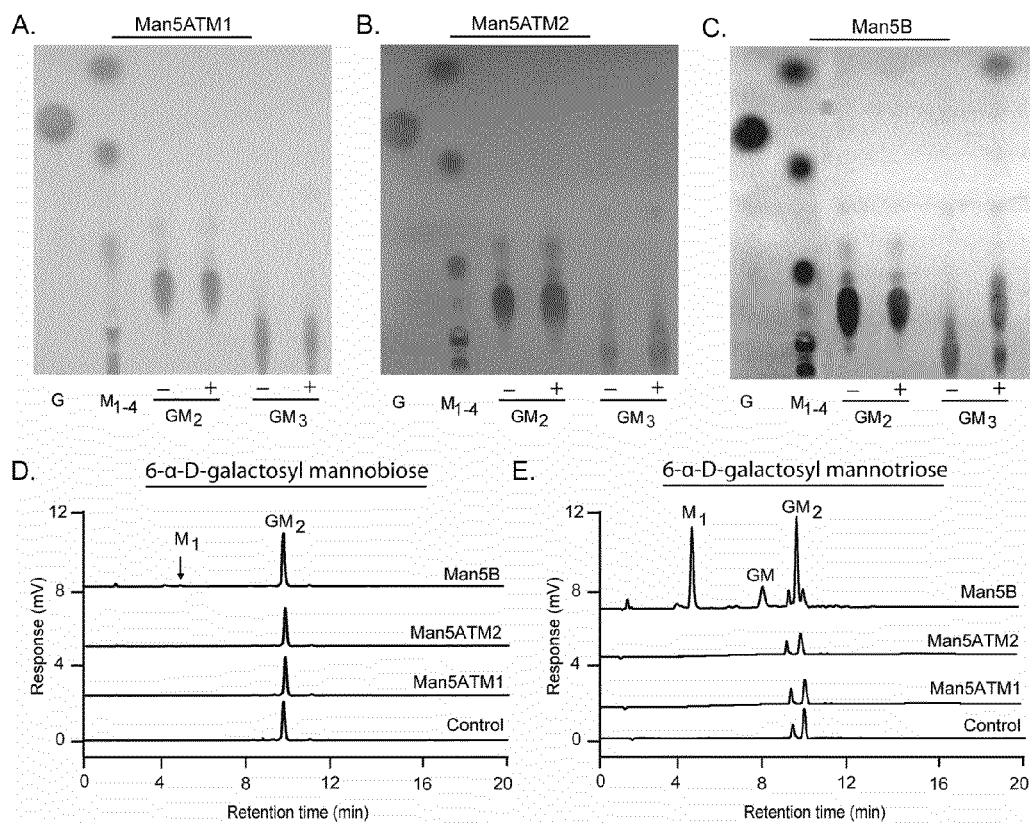 A.
Man5ATM1
B.
Man5ATM2
C.
Man5B
G
M1-4
−
+
GM2
−
+
GM3
G
M1-4
−
+
GM2
−
+
GM3
G
M1-4
−
+
GM2
−
+
GM3
D.
6-α-D-galactosyl mannobiose
12
8
4
0
Response (mV)
M1
GM2
Man5B
Man5ATM2
Man5ATM1
Control
0 4 8 12 16 20
Retention time (min)
E.
6-α-D-galactosyl mannotriose
12
8
4
0
Response (mV)
M1
GM
GM2
Man5B
Man5ATM2
Man5ATM1
Control
0 4 8 12 16 20
Retention time (min)